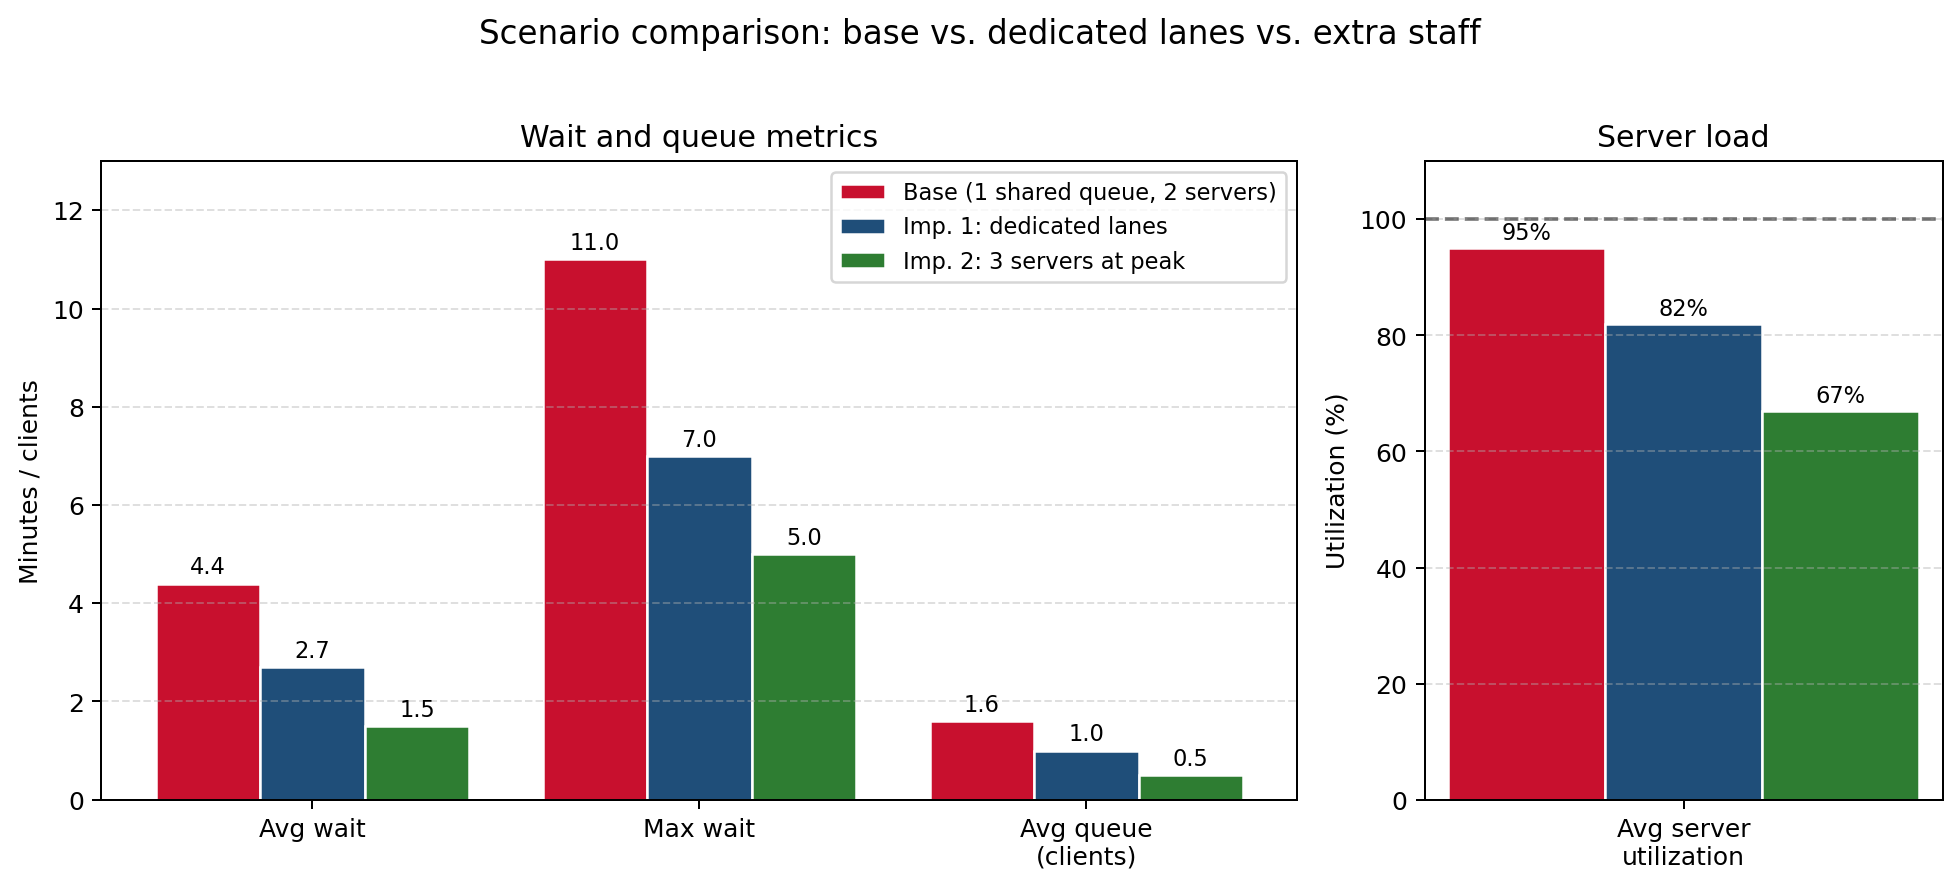 Scenario comparison: base vs. dedicated lanes vs. extra staff
Wait and queue metrics
Minutes / clients
12
10
8
6
4
2
0
Base (1 shared queue, 2 servers)
Imp. 1: dedicated lanes
Imp. 2: 3 servers at peak
4.4
2.7
1.5
11.0
7.0
5.0
1.6
1.0
0.5
Avg wait
Max wait
Avg queue
(clients)
Server load
Utilization (%)
100
80
60
40
20
0
95%
82%
67%
Avg server
utilization